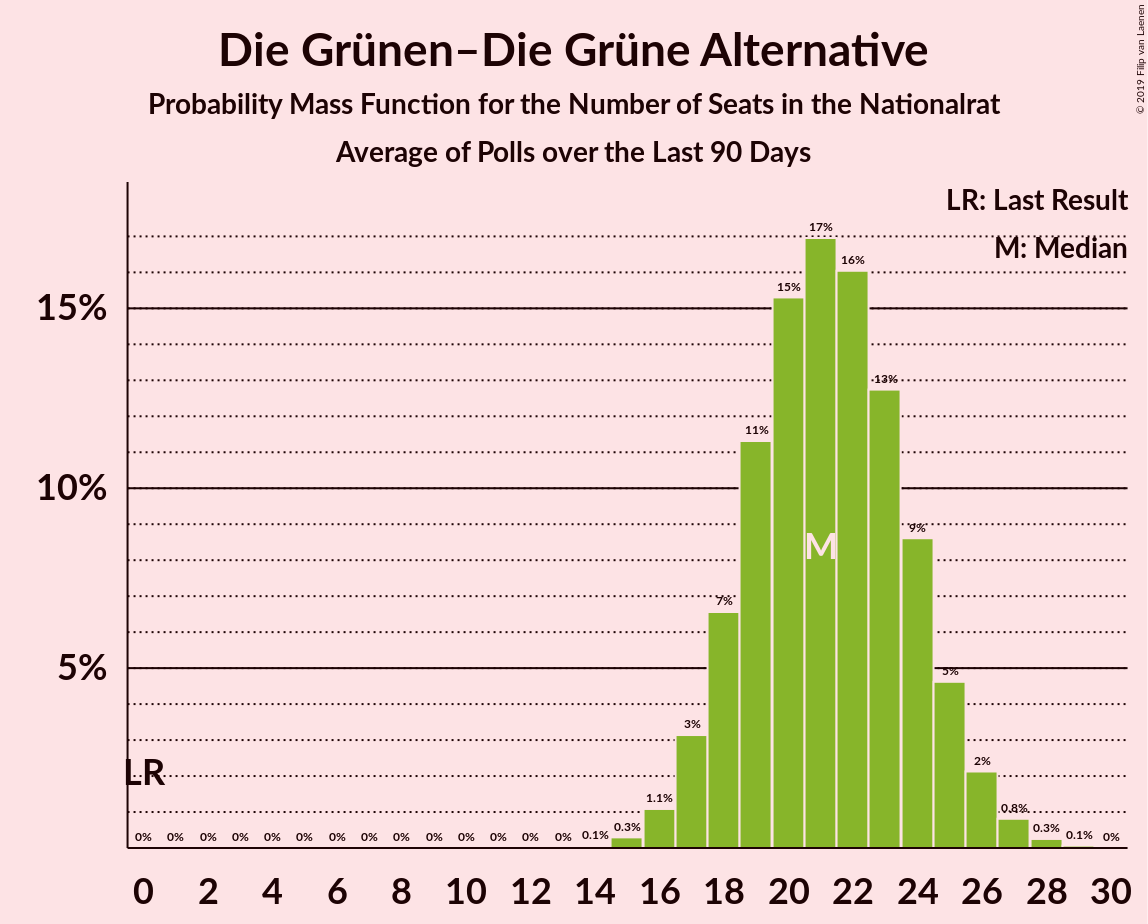 Die Grünen–Die Grüne Alternative
Probability Mass Function for the Number of Seats in the Nationalrat
Average of Polls over the Last 90 Days
© 2019 Filip van Laenen
LR: Last Result
M: Median
15%
10%
5%
LR
M
0% 0% 0% 0% 0% 0% 0% 0% 0% 0% 0% 0% 0% 0% 0.1% 0.3% 1.1% 3% 7% 11% 15% 17% 16% 13% 9% 5% 2% 0.8% 0.3% 0.1% 0%
0 2 4 6 8 10 12 14 16 18 20 22 24 26 28 30